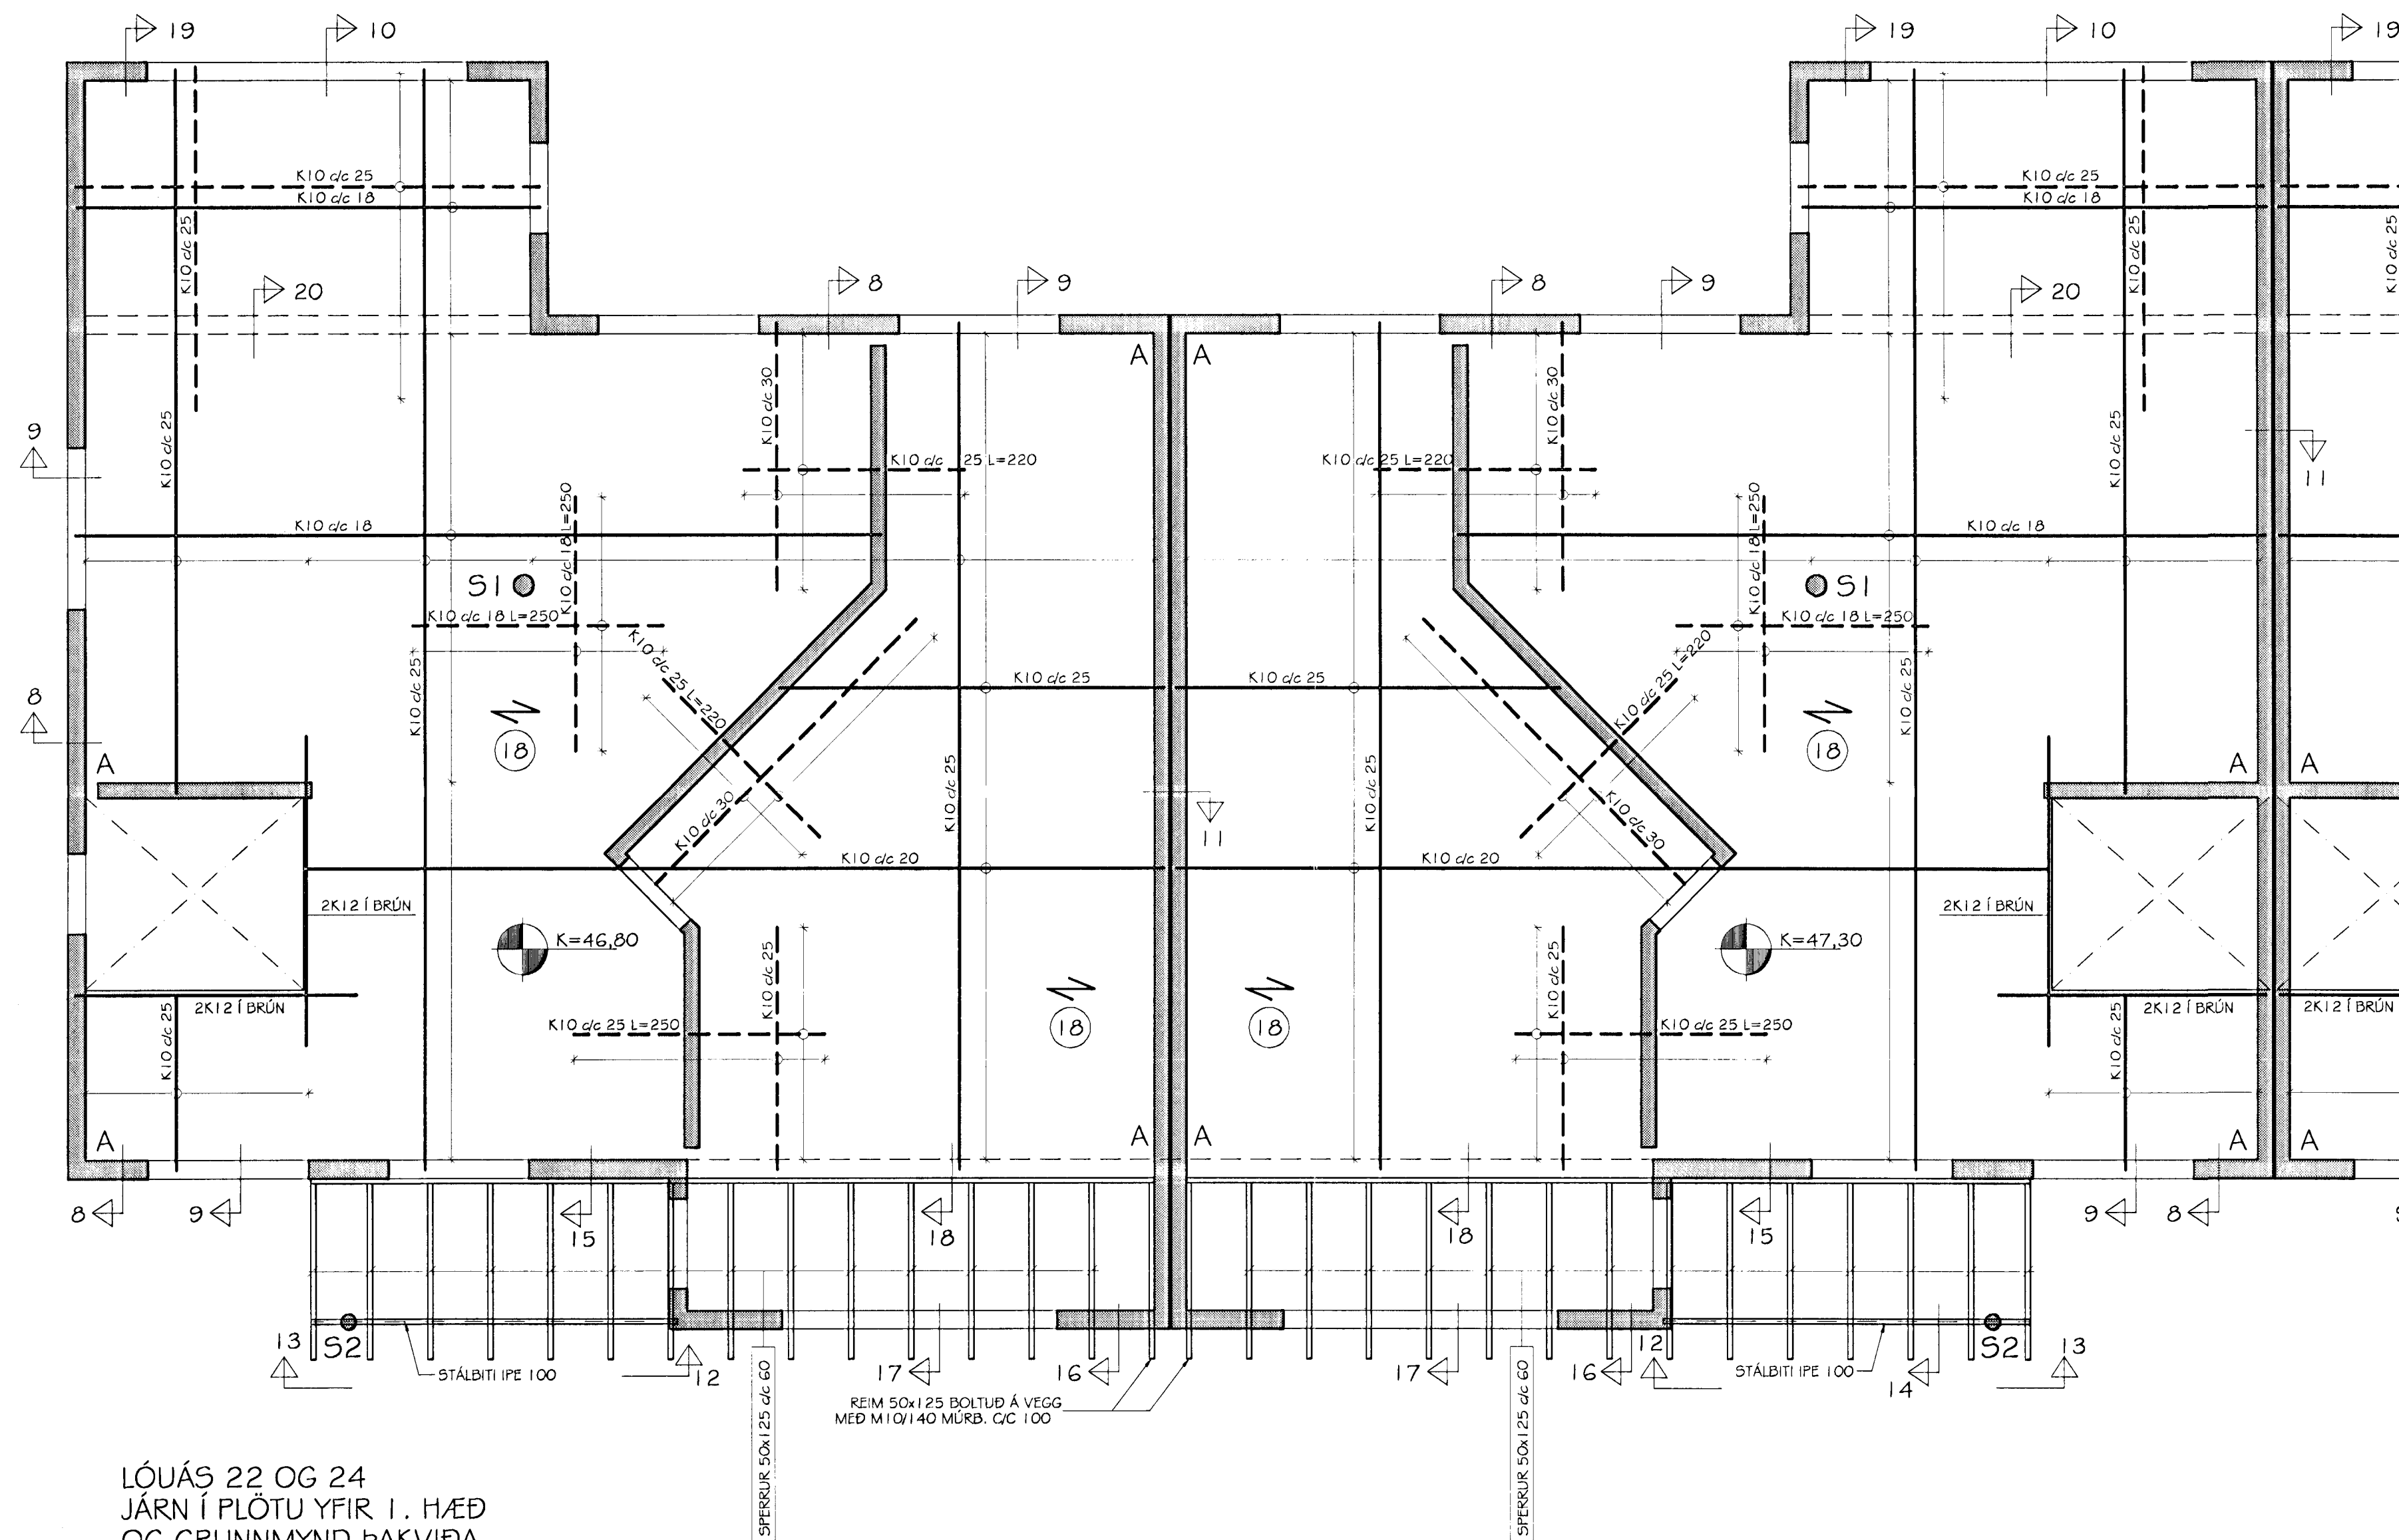 19
10
19
10
19
K10 c/c 25
K10 c/c 18
K10 c/c 25
K10 c/c 18
K10 c/c 25
K10 c/c 25
K10 c/c 25
20
8
9
8
9
20
A
A
K10 c/c 30
K10 c/c 30
9
K10 c/c 25
K10 c/c 25 L=220
K10 c/c 25 L=220
K10 c/c 25
11
K10 c/c 18
K10 c/c 18 L=250
K10 c/c 18 L=250
K10 c/c 18
S1
S1
K10 c/c 18 L=250
K10 c/c 18 L=250
K10 c/c 25 L=220
K10 c/c 25 L=220
K10 c/c 25
K10 c/c 25
K10 c/c 25
K10 c/c 25
8
18
18
A
A
A
K10 c/c 25
K10 c/c 25
K10 c/c 30
K10 c/c 30
11
K10 c/c 20
K10 c/c 20
2K12 Í BRÚN
2K12 Í BRÚN
K=46,80
K=47,30
K10 c/c 25
K10 c/c 25
2K12 Í BRÚN
2K12 Í BRÚN
2K12 Í BRÚN
18
18
K10 c/c 25 L=250
K10 c/c 25 L=250
K10 c/c 25
K10 c/c 25
A
A
A
A
A
8
9
15
18
18
15
9
8
13
S2
STÁLBITI IPE 100
12
17
16
17
16
12
STÁLBITI IPE 100
14
S2
13
REIM 50x125 BOLTUÐ Á VEGG
MEÐ M10/140 MÚRB. C/C 100
SPERRUR 50x125 c/c 60
SPERRUR 50x125 c/c 60
LÓUÁS 22 OG 24
JÁRN Í PLÖTU YFIR 1. HÆÐ
OG GRUNNMYND ÞAKVIÐA